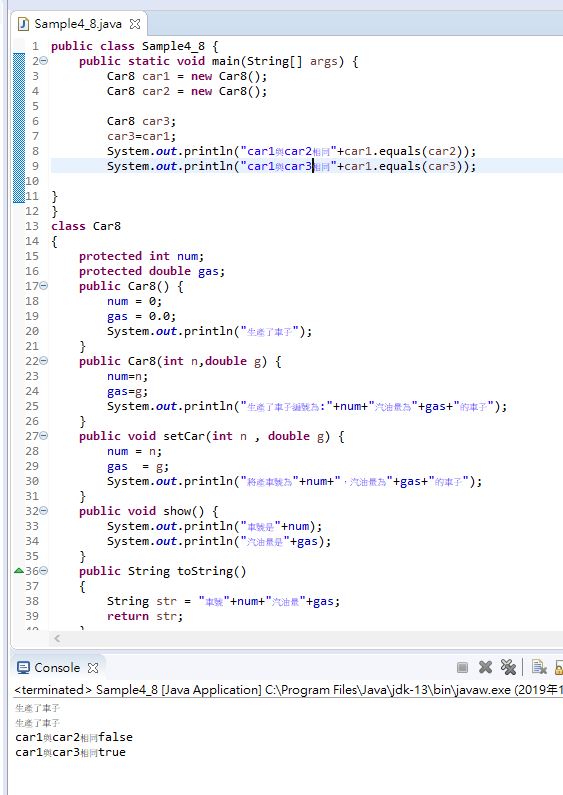 Sample4_8.java
1 public class Sample4_8 {
2 public static void main(String[] args) {
3 Car8 car1 = new Car8();
4 Car8 car2 = new Car8();
5
6 Car8 car3;
7 car3=car1;
8 System.out.println("car1與car2相同"+car1.equals(car2));
9 System.out.println("car1與car3相同"+car1.equals(car3));
10
11 }
12 }
13 class Car8
14 {
15 protected int num;
16 protected double gas;
17 public Car8() {
18 num = 0;
19 gas = 0.0;
20 System.out.println("生產了車子");
21 }
22 public Car8(int n,double g) {
23 num=n;
24 gas=g;
25 System.out.println("生產了車子編號為:"+num+"汽油量為"+gas+"的車子");
26 }
27 public void setCar(int n , double g) {
28 num = n;
29 gas  = g;
30 System.out.println("將產車號為"+num+"，汽油量為"+gas+"的車子");
31 }
32 public void show() {
33 System.out.println("車號是"+num);
34 System.out.println("汽油量是"+gas);
35 }
36 public String toString()
37 {
38 String str = "車號"+num+"汽油量"+gas;
39 return str;
Console
<terminated> Sample4_8 [Java Application] C:\Program Files\Java\jdk-13\bin\javaw.exe (2019年1
生產了車子
生產了車子
car1與car2相同false
car1與car3相同true